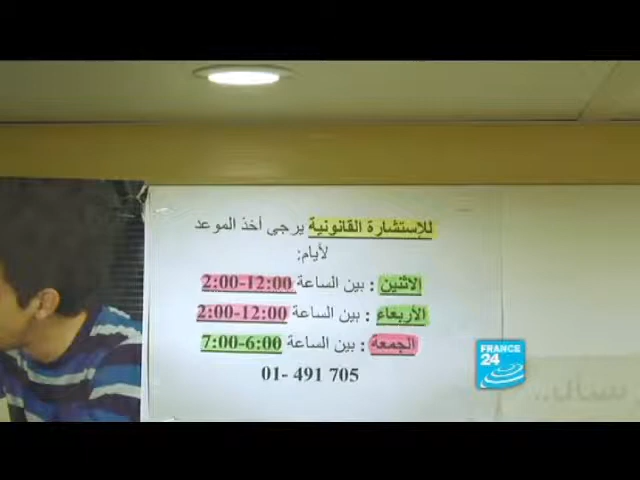 للإستشارة القانونية يرجى أخذ الموعد
لأيام:
الاثنين : بين الساعة 12:00-2:00
الأربعاء : بين الساعة 12:00-2:00
الجمعة : بين الساعة 6:00-7:00
01- 491 705
FRANCE
24